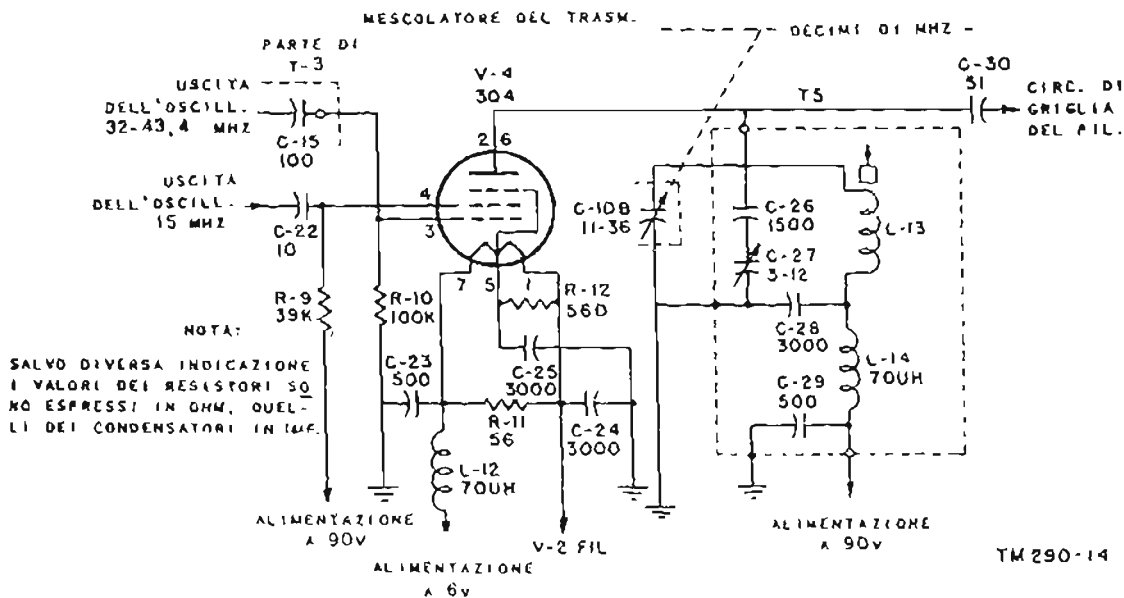 MESCOLATORE DEL TRASM.
DECIMI DI MHZ
PARTE DI
T-3
USCITA
DELL'OSCILL.
32-43,4 MHZ
C-15
100
V-4
3Q4
T5
C-30
51
CIRC. DI
GRIGLIA
DEL FIL.
2 6
4
3
7
5
1
USCITA
DELL'OSCILL.
15 MHZ
C-22
10
C-10B
11-36
C-26
1500
C-27
3-12
L-13
R-9
39K
R-10
100K
R-12
560
C-28
3000
L-14
70UH
C-29
500
C-23
500
C-25
3000
R-11
56
C-24
3000
L-12
70UH
NOTA:
SALVO DIVERSA INDICAZIONE
I VALORI DEI RESISTORI SO
NO ESPRESSI IN OHM, QUEL-
LI DEI CONDENSATORI IN
ALIMENTAZIONE
A 90V
ALIMENTAZIONE
A 6V
V-2 FIL
ALIMENTAZIONE
A 90V
TM 290-14